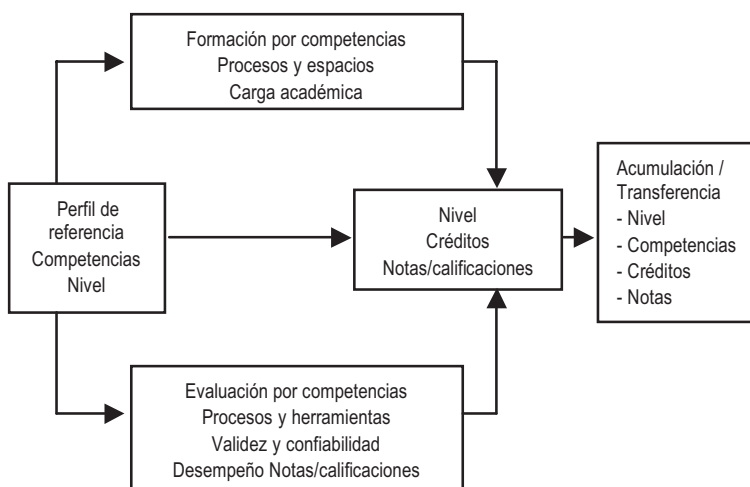 Formación por competencias
Procesos y espacios
Carga académica
Perfil de
referencia
Competencias
Nivel
Nivel
Créditos
Notas/calificaciones
Acumulación /
Transferencia
- Nivel
- Competencias
- Créditos
- Notas
Evaluación por competencias
Procesos y herramientas
Validez y confiabilidad
Desempeño Notas/calificaciones